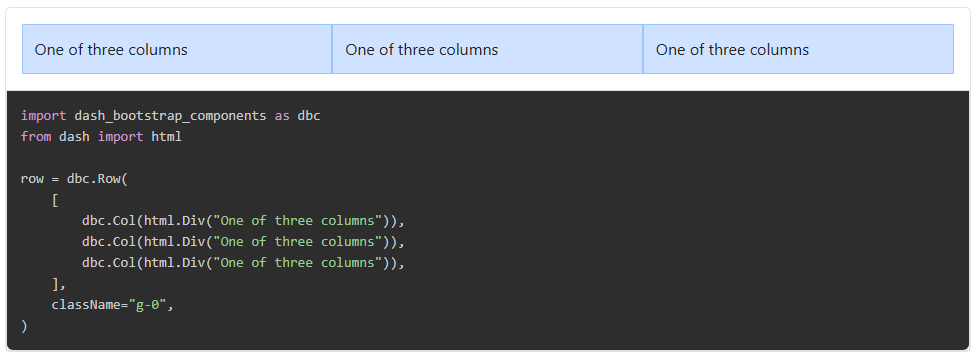 One of three columns One of three columns One of three columns
import dash_bootstrap_components as dbc
from dash import html

row = dbc.Row(
    [
        dbc.Col(html.Div("One of three columns")),
        dbc.Col(html.Div("One of three columns")),
        dbc.Col(html.Div("One of three columns")),
    ],
    className="g-0",
)